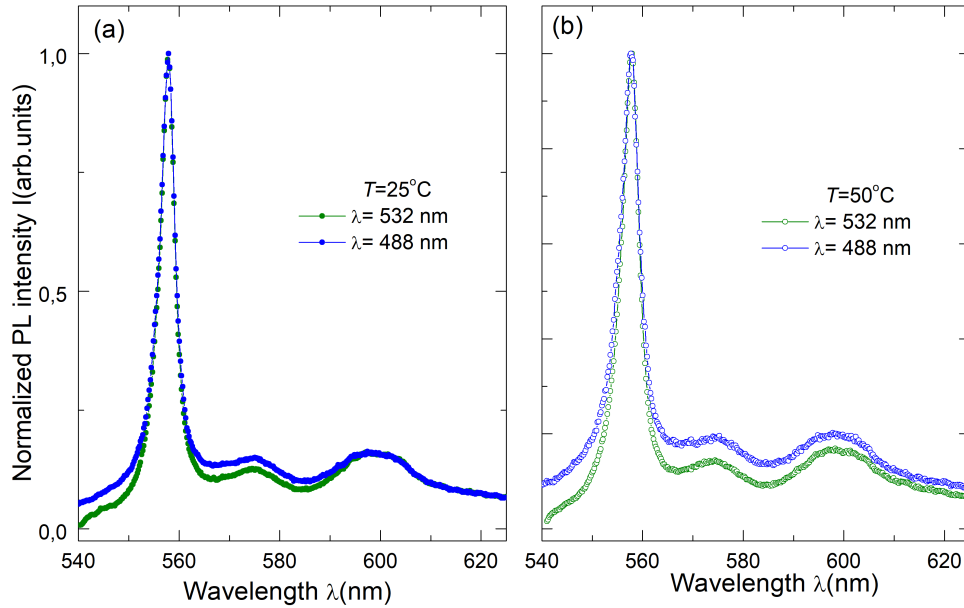 (a)
Normalized PL intensity I(arb.units)
1,0
0,5
0,0
T=25°C
λ= 532 nm
λ= 488 nm
540 560 580 600 620
Wavelength λ(nm)
(b)
T=50°C
λ= 532 nm
λ= 488 nm
540 560 580 600 620
Wavelength λ(nm)